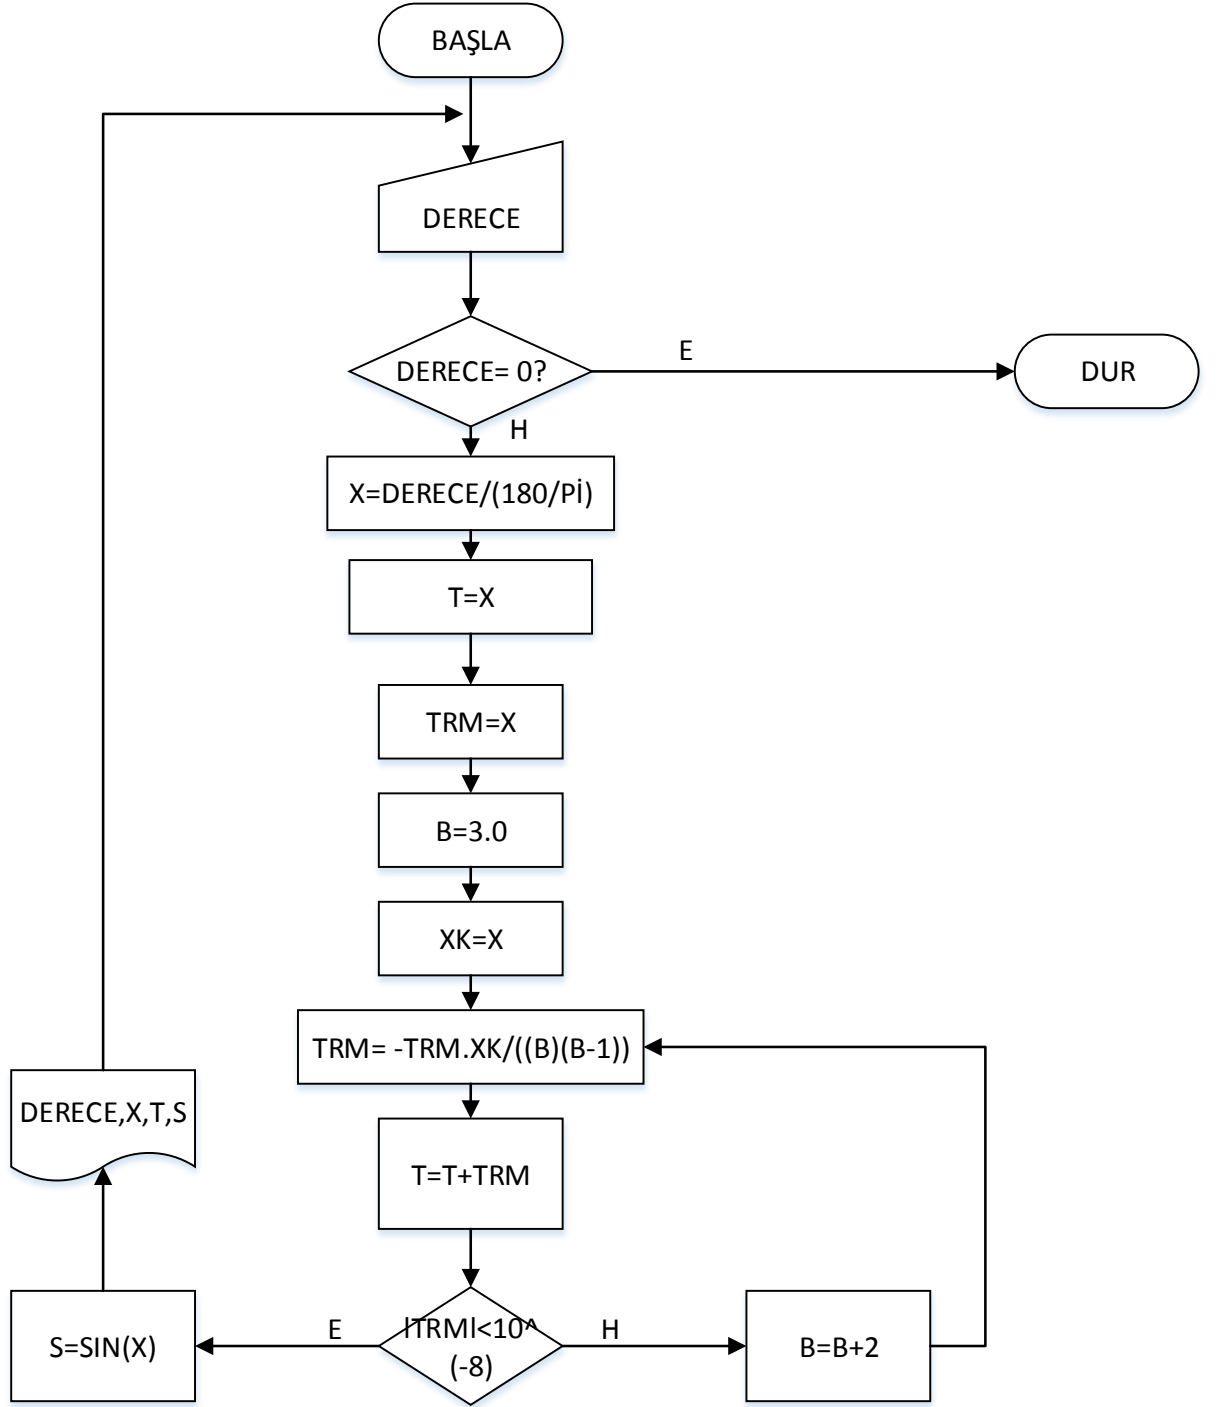 BAŞLA
DERECE
DERECE= 0?
E
DUR
H
X=DERECE/(180/Pİ)
T=X
TRM=X
B=3.0
XK=X
TRM= -TRM.XK/((B)(B-1))
T=T+TRM
lTRMl<10^
(-8)
E
H
B=B+2
S=SIN(X)
DERECE,X,T,S